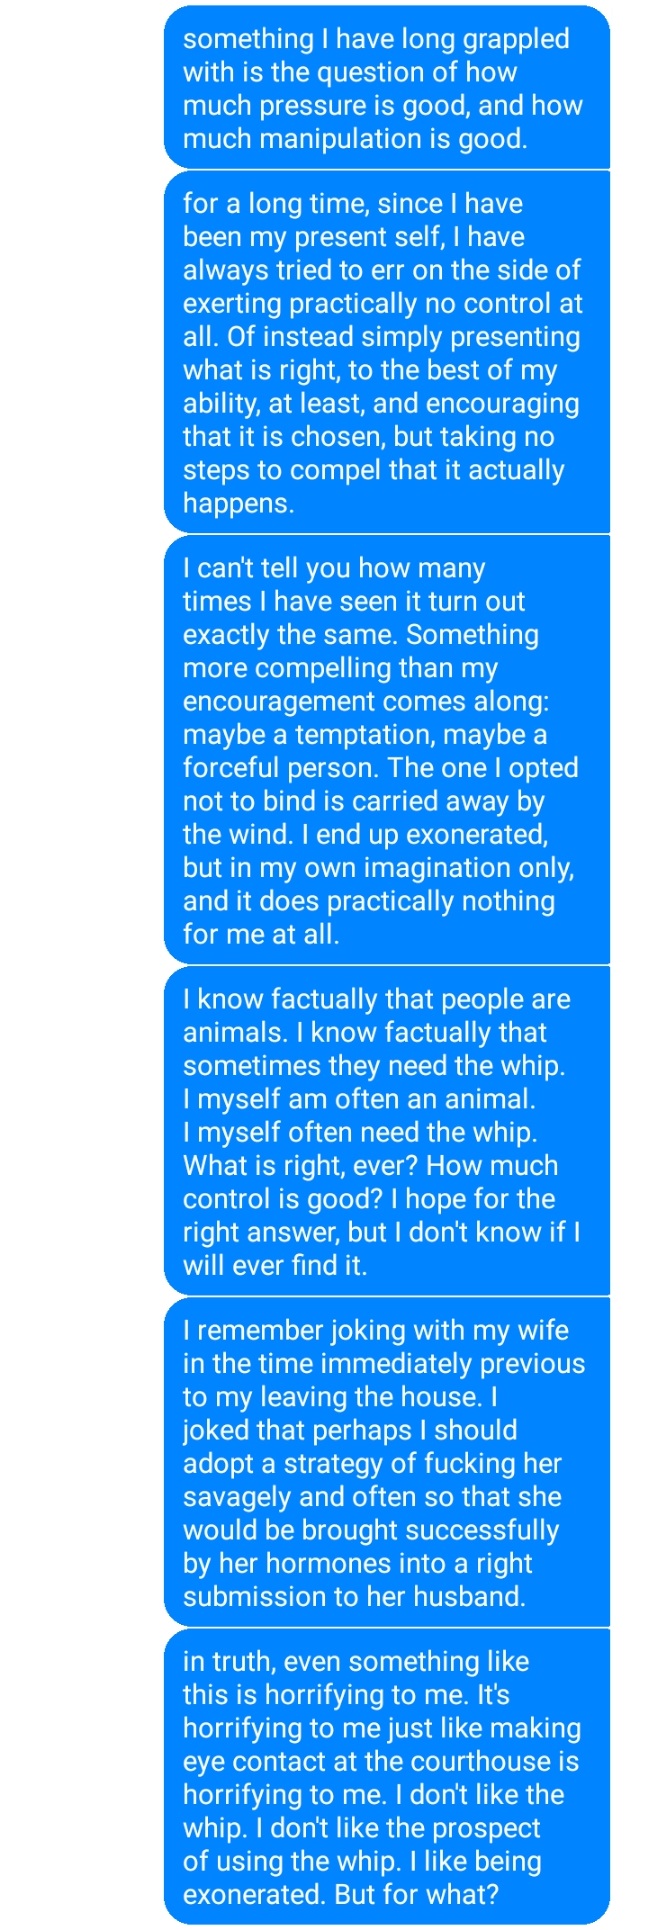 something I have long grappled
with is the question of how
much pressure is good, and how
much manipulation is good.
for a long time, since I have
been my present self, I have
always tried to err on the side of
exerting practically no control at
all. Of instead simply presenting
what is right, to the best of my
ability, at least, and encouraging
that it is chosen, but taking no
steps to compel that it actually
happens.
I can't tell you how many
times I have seen it turn out
exactly the same. Something
more compelling than my
encouragement comes along:
maybe a temptation, maybe a
forceful person. The one I opted
not to bind is carried away by
the wind. I end up exonerated,
but in my own imagination only,
and it does practically nothing
for me at all.
I know factually that people are
animals. I know factually that
sometimes they need the whip.
I myself am often an animal.
I myself often need the whip.
What is right, ever? How much
control is good? I hope for the
right answer, but I don't know if I
will ever find it.
I remember joking with my wife
in the time immediately previous
to my leaving the house. I
joked that perhaps I should
adopt a strategy of fucking her
savagely and often so that she
would be brought successfully
by her hormones into a right
submission to her husband.
in truth, even something like
this is horrifying to me. It's
horrifying to me just like making
eye contact at the courthouse is
horrifying to me. I don't like the
whip. I don't like the prospect
of using the whip. I like being
exonerated. But for what?